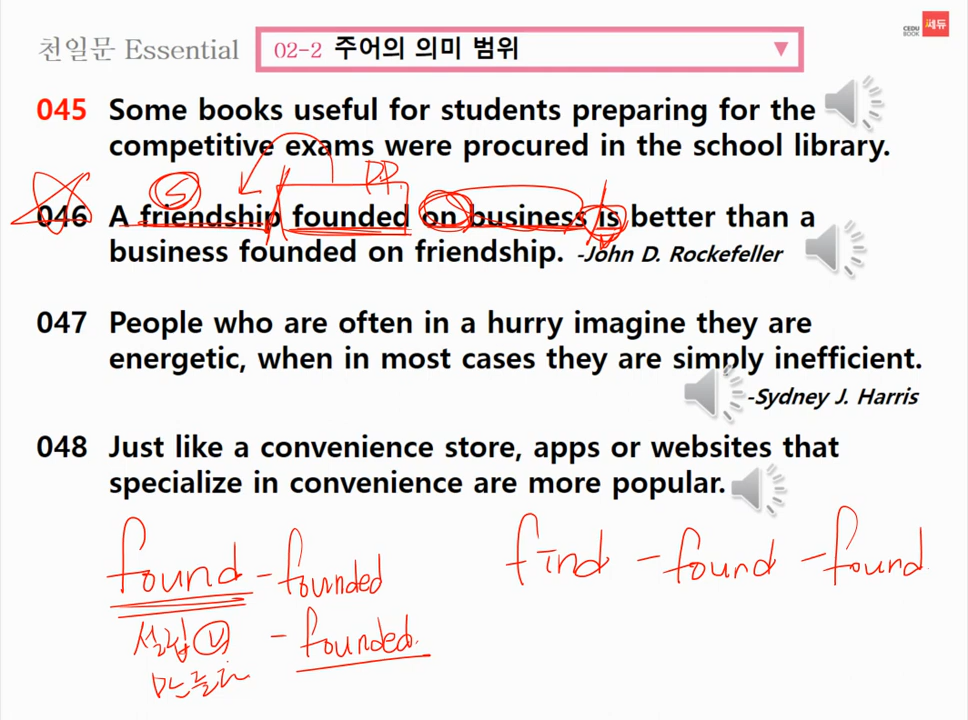 CEDU BOOK 쎄듀
천일문 Essential 02-2 주어의 의미 범위 ▼
045 Some books useful for students preparing for the
competitive exams were procured in the school library.
S P.P.
046 A friendship founded on business is better than a
business founded on friendship. -John D. Rockefeller
047 People who are often in a hurry imagine they are
energetic, when in most cases they are simply inefficient.
-Sydney J. Harris
048 Just like a convenience store, apps or websites that
specialize in convenience are more popular.
found - founded find - found - found
설립 - founded.
만들다